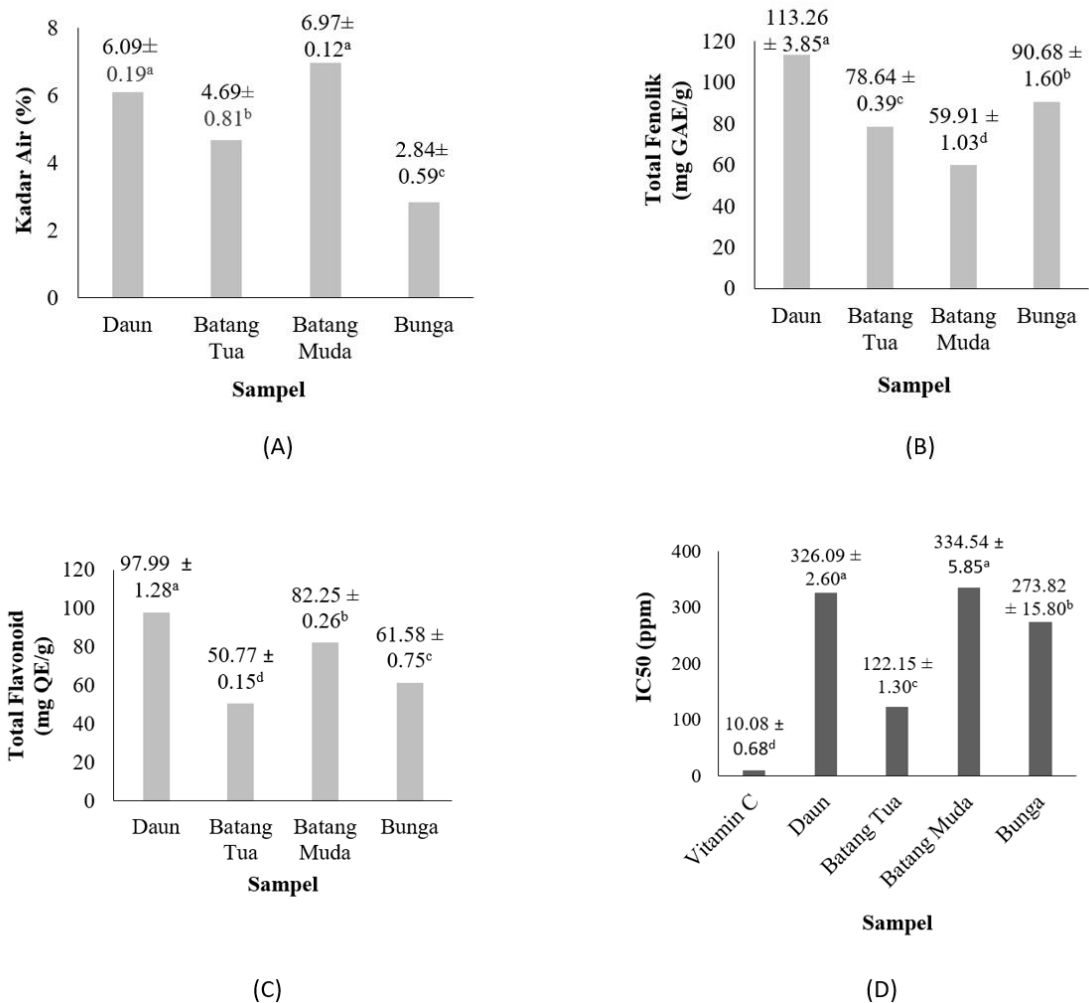 Kadar Air (%)
8
6
4
2
0
6.09±
0.19ᵃ
4.69±
0.81ᵇ
6.97±
0.12ᵃ
2.84±
0.59ᶜ
Daun
Batang
Tua
Batang
Muda
Bunga
Sampel
(A)
Total Fenolik
(mg GAE/g)
120
100
80
60
40
20
0
113.26
± 3.85ᵃ
78.64 ±
0.39ᶜ
59.91 ±
1.03ᵈ
90.68 ±
1.60ᵇ
Daun
Batang
Tua
Batang
Muda
Bunga
Sampel
(B)
Total Flavonoid
(mg QE/g)
120
100
80
60
40
20
0
97.99 ±
1.28ᵃ
50.77 ±
0.15ᵈ
82.25 ±
0.26ᵇ
61.58 ±
0.75ᶜ
Daun
Batang
Tua
Batang
Muda
Bunga
Sampel
(C)
IC50 (ppm)
400
300
200
100
0
10.08 ±
0.68ᵈ
326.09 ±
2.60ᵃ
122.15 ±
1.30ᶜ
334.54 ±
5.85ᵃ
273.82
± 15.80ᵇ
Vitamin C
Daun
Batang Tua
Batang Muda
Bunga
Sampel
(D)